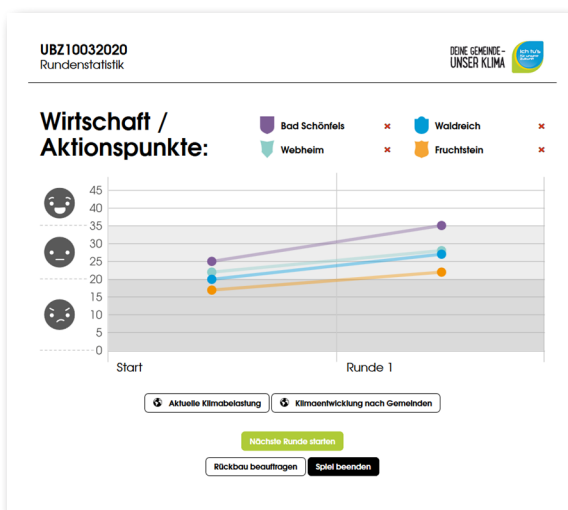 UBZ10032020
Rundenstatistik
DEINE GEMEINDE-
UNSER KLIMA
Ich tu's
Wirtschaft /
Aktionspunkte:
Bad Schönfels
Waldreich
Webheim
Fruchtstein
45
40
35
30
25
20
15
10
5
0
Start
Runde 1
Aktuelle Klimabelastung
Klimaentwicklung nach Gemeinden
Nächste Runde starten
Rückbau beauftragen
Spiel beenden